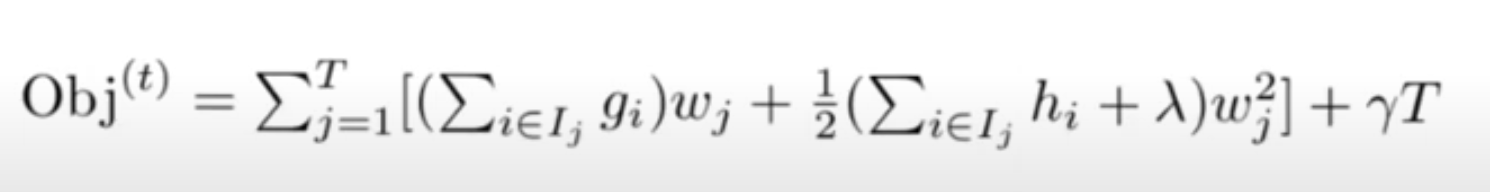 Obj^{(t)} = \sum_{j=1}^{T} [(\sum_{i \in I_j} g_i) w_j + \frac{1}{2} (\sum_{i \in I_j} h_i + \lambda) w_j^2] + \gamma T